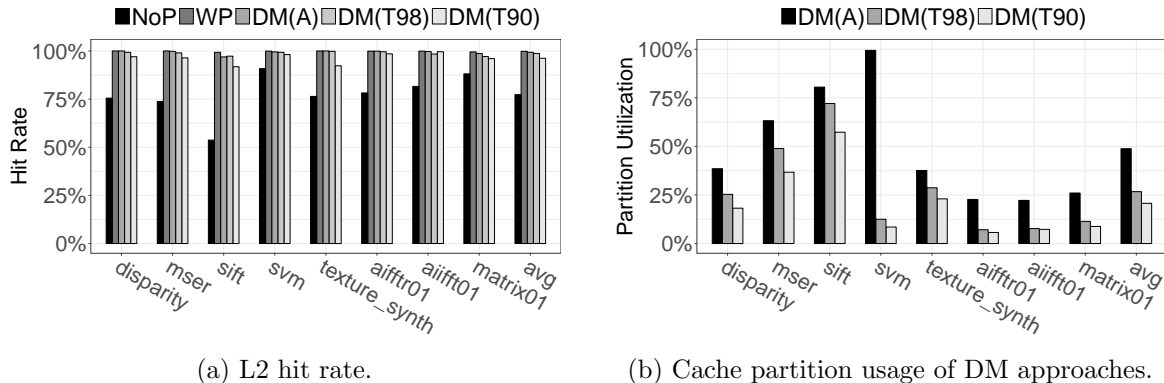 NoP WP DM(A) DM(T98) DM(T90)
Hit Rate
100%
75%
50%
25%
0%
disparity
mser
sift
svm
texture_synth
aifftr01
aiifft01
matrix01
avg
(a) L2 hit rate.
DM(A) DM(T98) DM(T90)
Partition Utilization
100%
75%
50%
25%
0%
disparity
mser
sift
svm
texture_synth
aifftr01
aiifft01
matrix01
avg
(b) Cache partition usage of DM approaches.